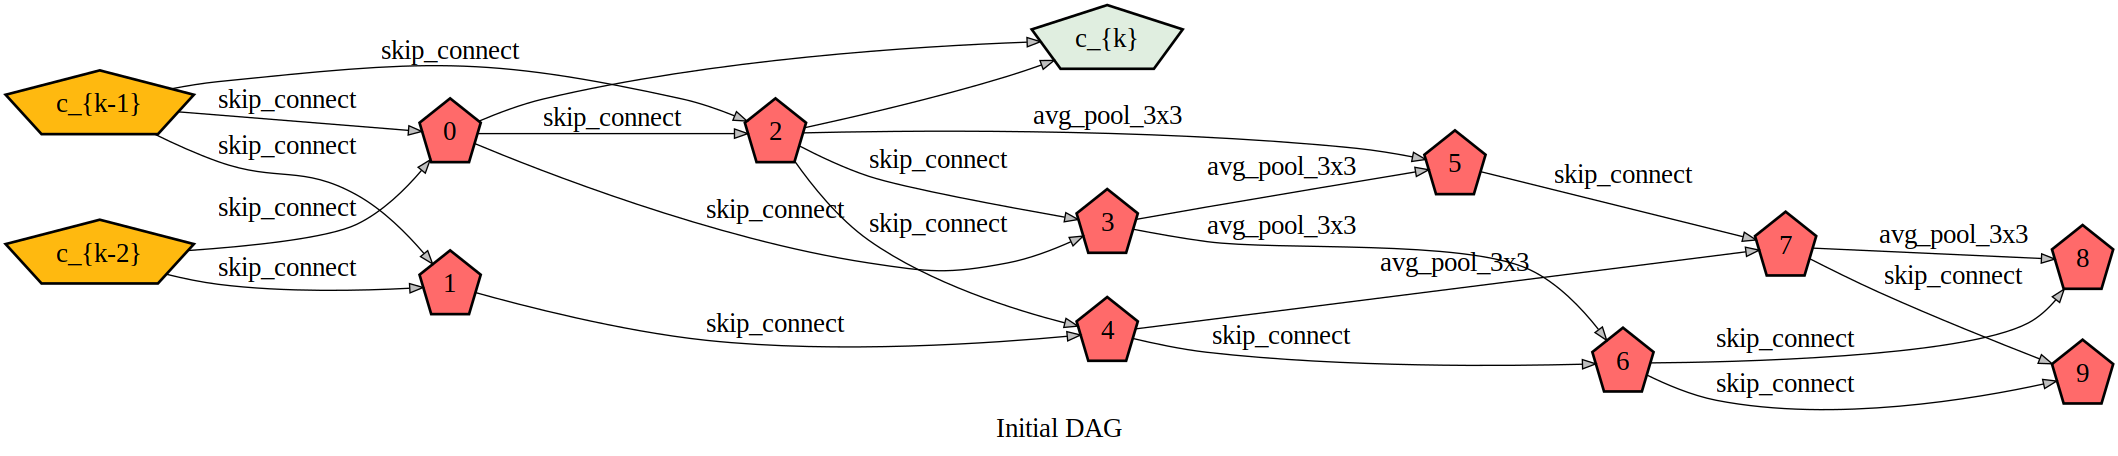 skip_connect
c_{k}
c_{k-1}
skip_connect
0
skip_connect
2
avg_pool_3x3
skip_connect
skip_connect
avg_pool_3x3
5
skip_connect
skip_connect
c_{k-2}
skip_connect
1
skip_connect
skip_connect
3
avg_pool_3x3
avg_pool_3x3
7
avg_pool_3x3
8
skip_connect
skip_connect
4
skip_connect
6
skip_connect
skip_connect
9
Initial DAG